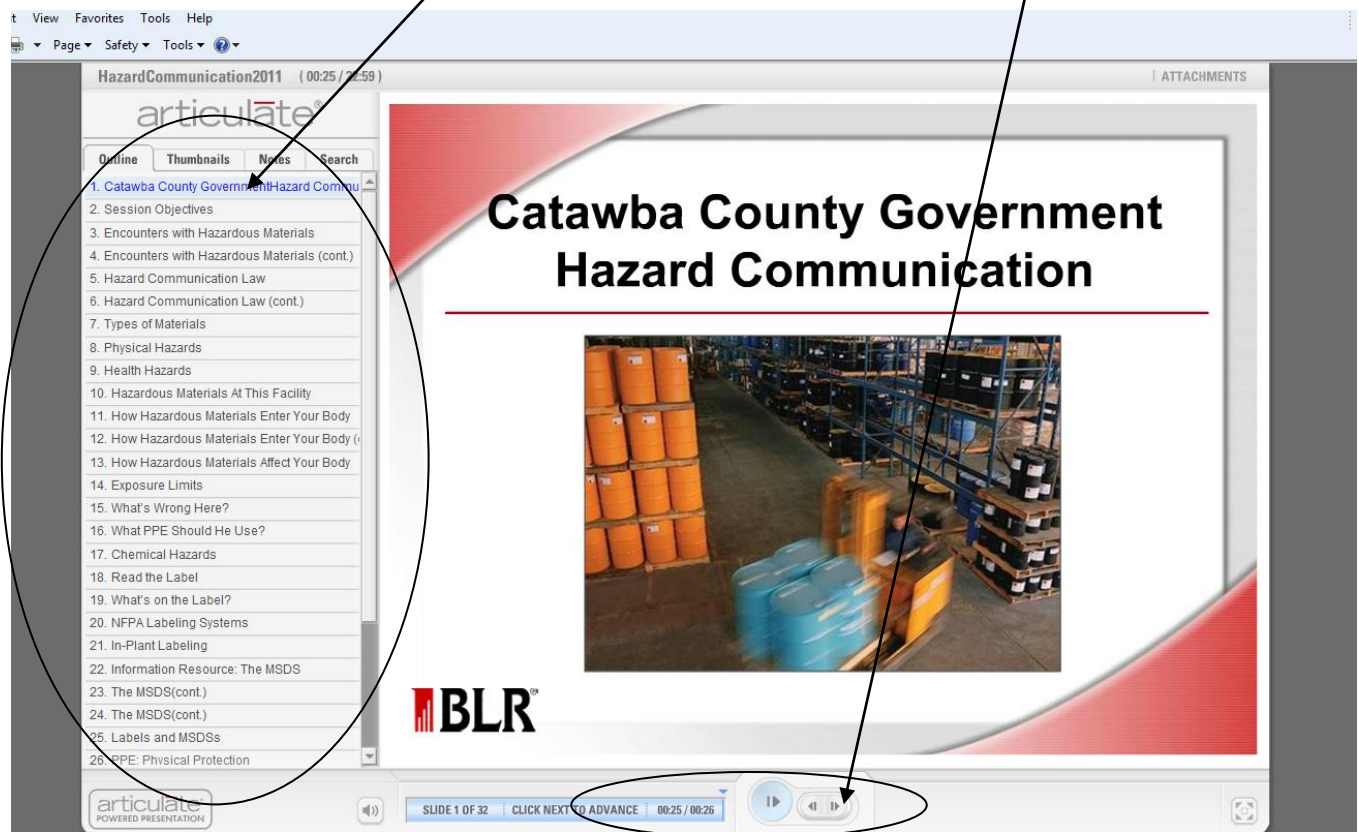 View Favorites Tools Help
Page Safety Tools
HazardCommunication2011 ( 00:25 / 22:59 )
ATTACHMENTS
articulate®
Outline Thumbnails Notes Search
1. Catawba County GovernmentHazard Commu
2. Session Objectives
3. Encounters with Hazardous Materials
4. Encounters with Hazardous Materials (cont.)
5. Hazard Communication Law
6. Hazard Communication Law (cont.)
7. Types of Materials
8. Physical Hazards
9. Health Hazards
10. Hazardous Materials At This Facility
11. How Hazardous Materials Enter Your Body
12. How Hazardous Materials Enter Your Body (
13. How Hazardous Materials Affect Your Body
14. Exposure Limits
15. What's Wrong Here?
16. What PPE Should He Use?
17. Chemical Hazards
18. Read the Label
19. What's on the Label?
20. NFPA Labeling Systems
21. In-Plant Labeling
22. Information Resource: The MSDS
23. The MSDS(cont.)
24. The MSDS(cont.)
25. Labels and MSDSs
26. PPE: Physical Protection
Catawba County Government
Hazard Communication
BLR
articulate
POWERED PRESENTATION
SLIDE 1 OF 32 CLICK NEXT TO ADVANCE 00:25 / 00:26